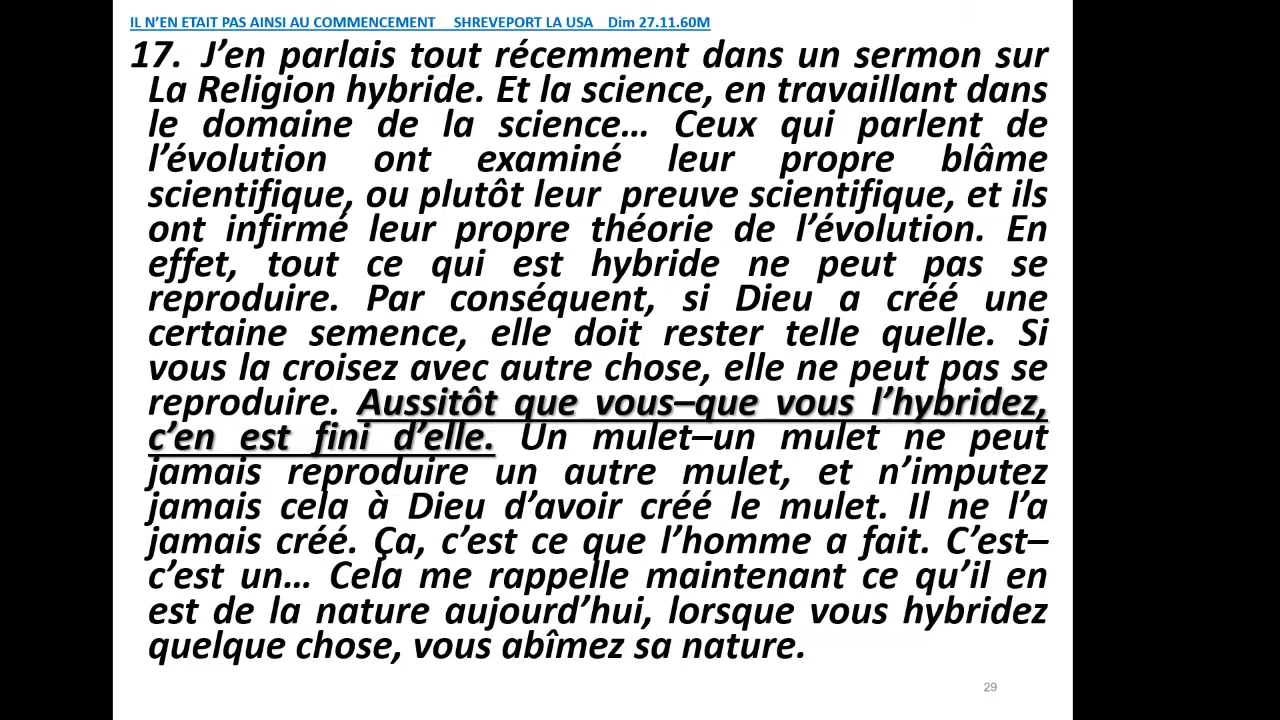 IL N’EN ETAIT PAS AINSI AU COMMENCEMENT SHREVEPORT LA USA Dim 27.11.60M
17. J’en parlais tout récemment dans un sermon sur
La Religion hybride. Et la science, en travaillant dans
le domaine de la science… Ceux qui parlent de
l’évolution ont examiné leur propre blâme
scientifique, ou plutôt leur preuve scientifique, et ils
ont infirmé leur propre théorie de l’évolution. En
effet, tout ce qui est hybride ne peut pas se
reproduire. Par conséquent, si Dieu a créé une
certaine semence, elle doit rester telle quelle. Si
vous la croisez avec autre chose, elle ne peut pas se
reproduire. Aussitôt que vous–que vous l’hybridez,
c’en est fini d’elle. Un mulet–un mulet ne peut
jamais reproduire un autre mulet, et n’imputez
jamais cela à Dieu d’avoir créé le mulet. Il ne l’a
jamais créé. Ça, c’est ce que l’homme a fait. C’est–
c’est un… Cela me rappelle maintenant ce qu’il en
est de la nature aujourd’hui, lorsque vous hybridez
quelque chose, vous abîmez sa nature.
29